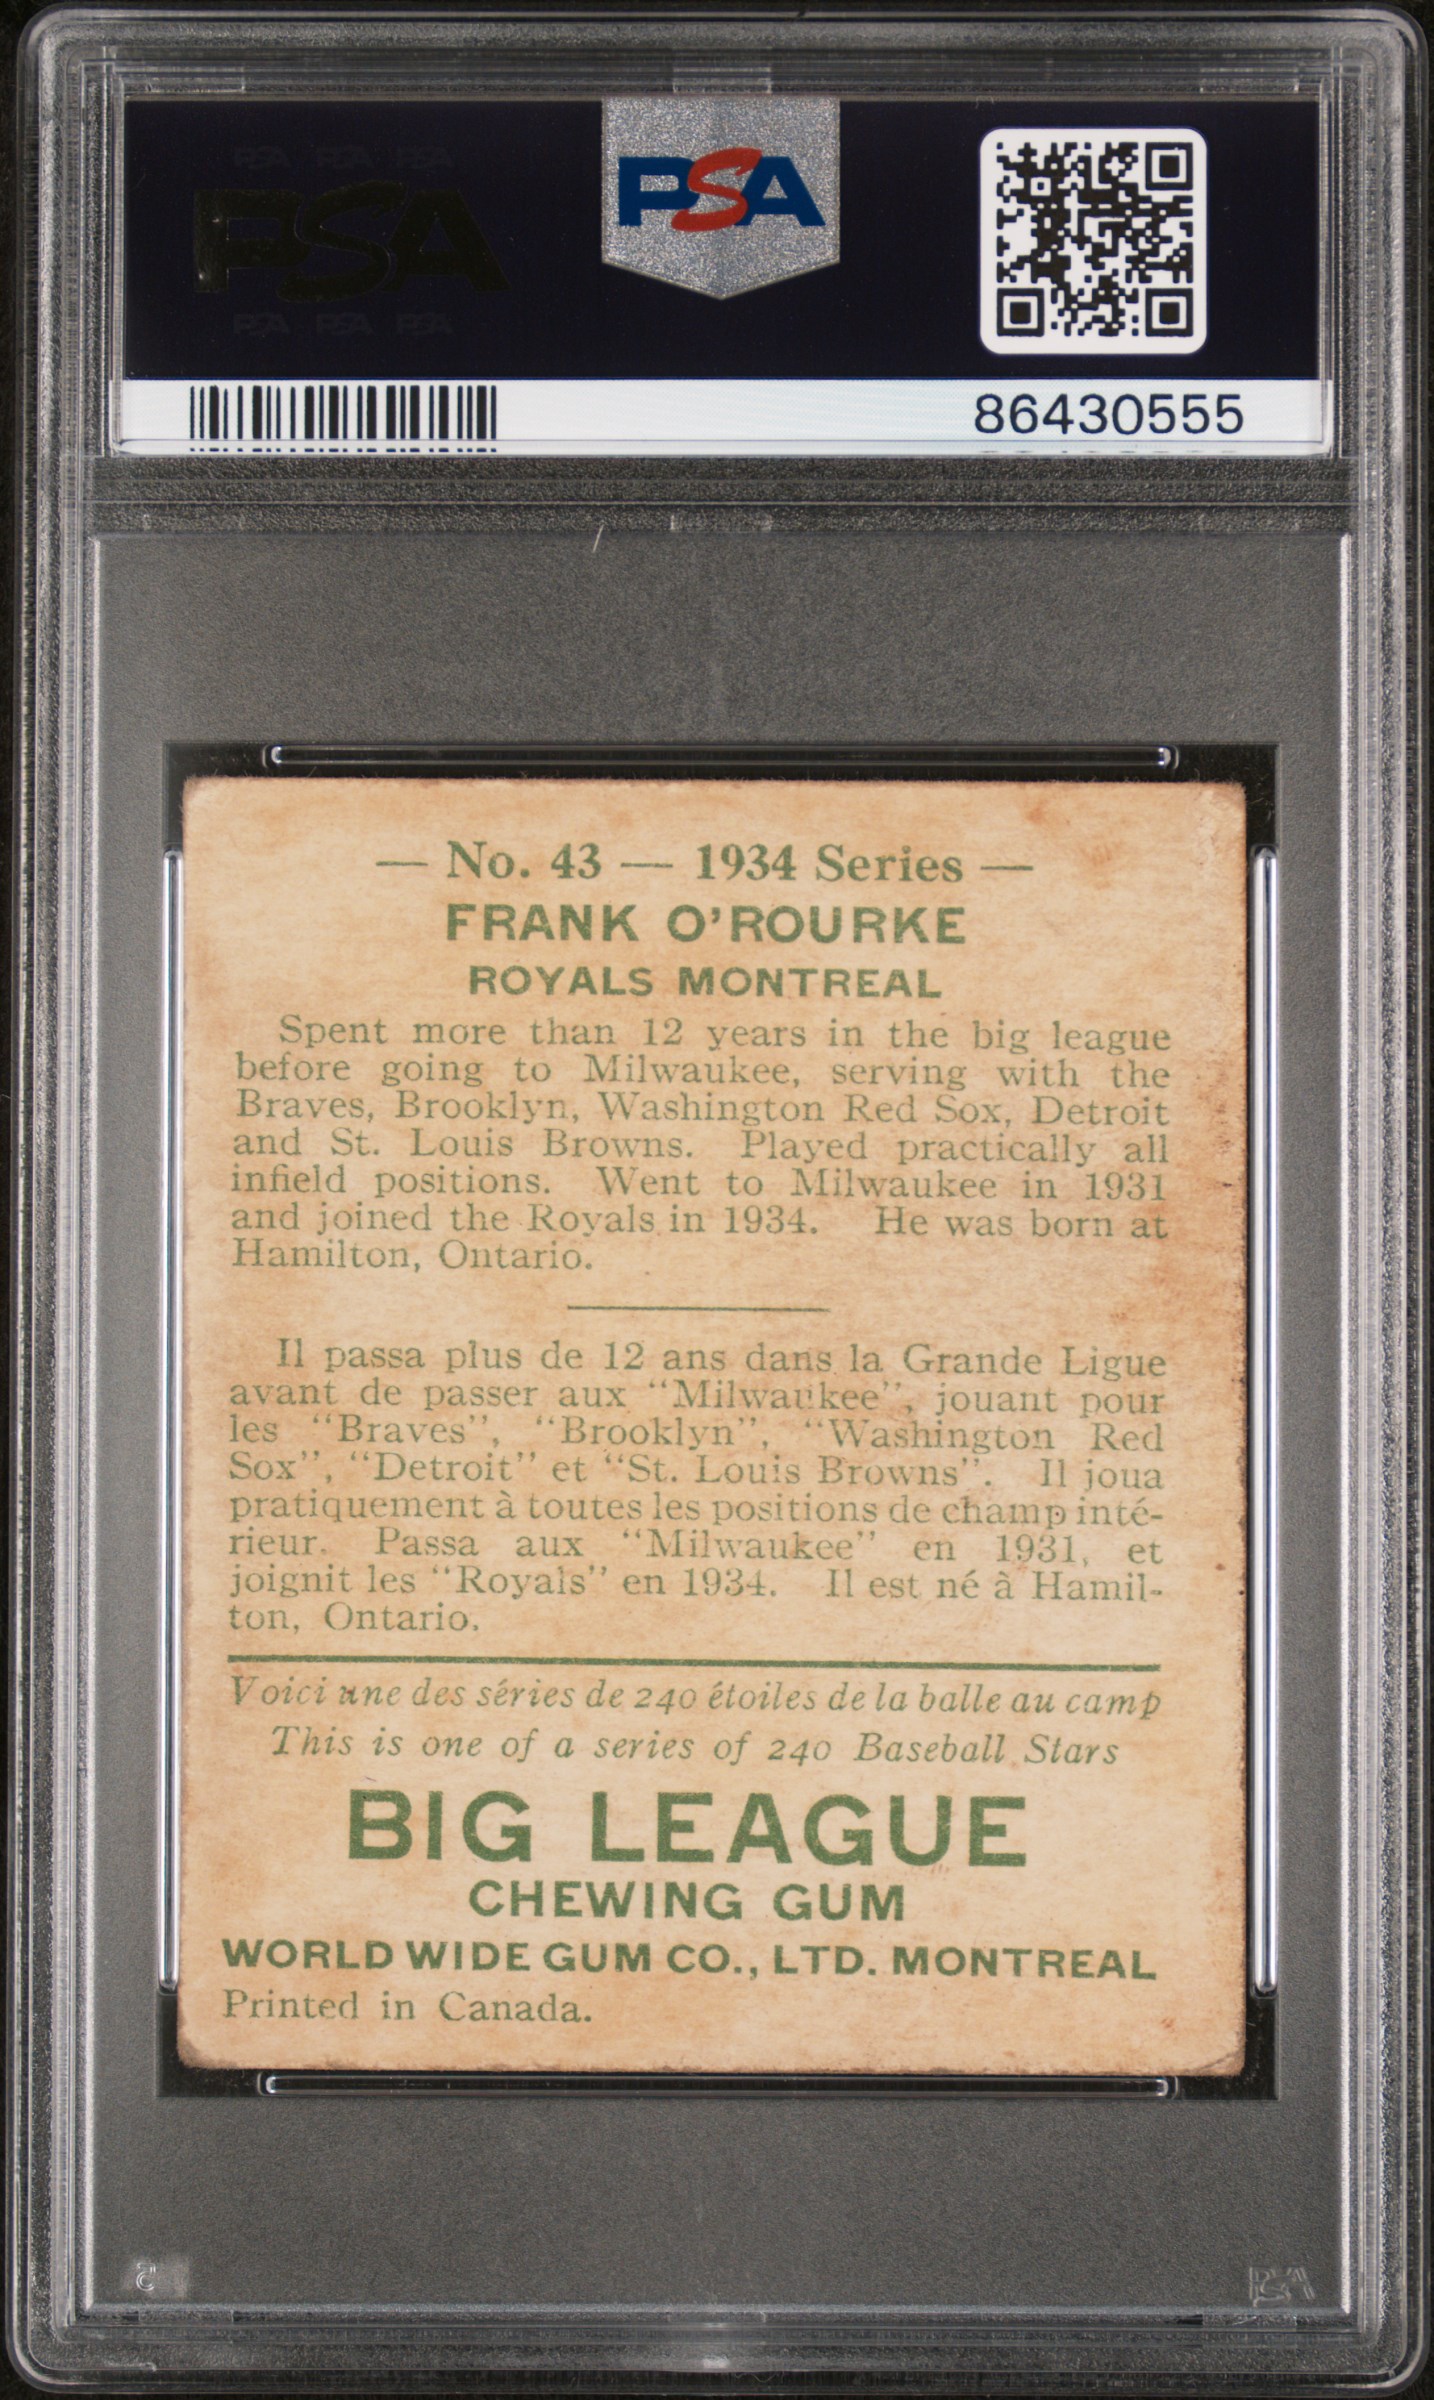 PSA PSA PSA
PSA
PSA PSA PSA
PSA
86430555
— No. 43 — 1934 Series —
FRANK O'ROURKE
ROYALS MONTREAL
Spent more than 12 years in the big league
before going to Milwaukee, serving with the
Braves, Brooklyn, Washington Red Sox, Detroit
and St. Louis Browns. Played practically all
infield positions. Went to Milwaukee in 1931
and joined the Royals in 1934. He was born at
Hamilton, Ontario.
Il passa plus de 12 ans dans la Grande Ligue
avant de passer aux "Milwaukee", jouant pour
les "Braves", "Brooklyn", "Washington Red
Sox", "Detroit" et "St. Louis Browns". Il joua
pratiquement à toutes les positions de champ inté-
rieur. Passa aux "Milwaukee" en 1931, et
joignit les "Royals" en 1934. Il est né à Hamil-
ton, Ontario.
Voici une des séries de 240 étoiles de la balle au camp
This is one of a series of 240 Baseball Stars
BIG LEAGUE
CHEWING GUM
WORLD WIDE GUM CO., LTD. MONTREAL
Printed in Canada.